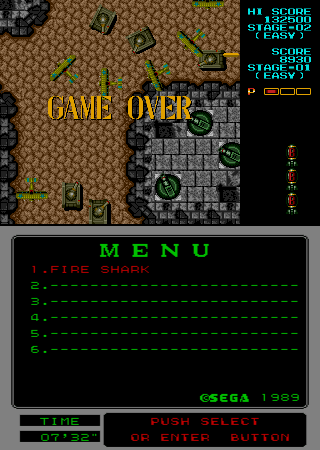 HI SCORE
132500
STAGE=02
(EASY)
SCORE
8930
STAGE=01
(EASY)
P
GAME OVER
MENU
1.FIRE SHARK
2.
3.
4.
5.
6.
©SEGA 1989
TIME
07'32"
PUSH SELECT
OR ENTER BUTTON